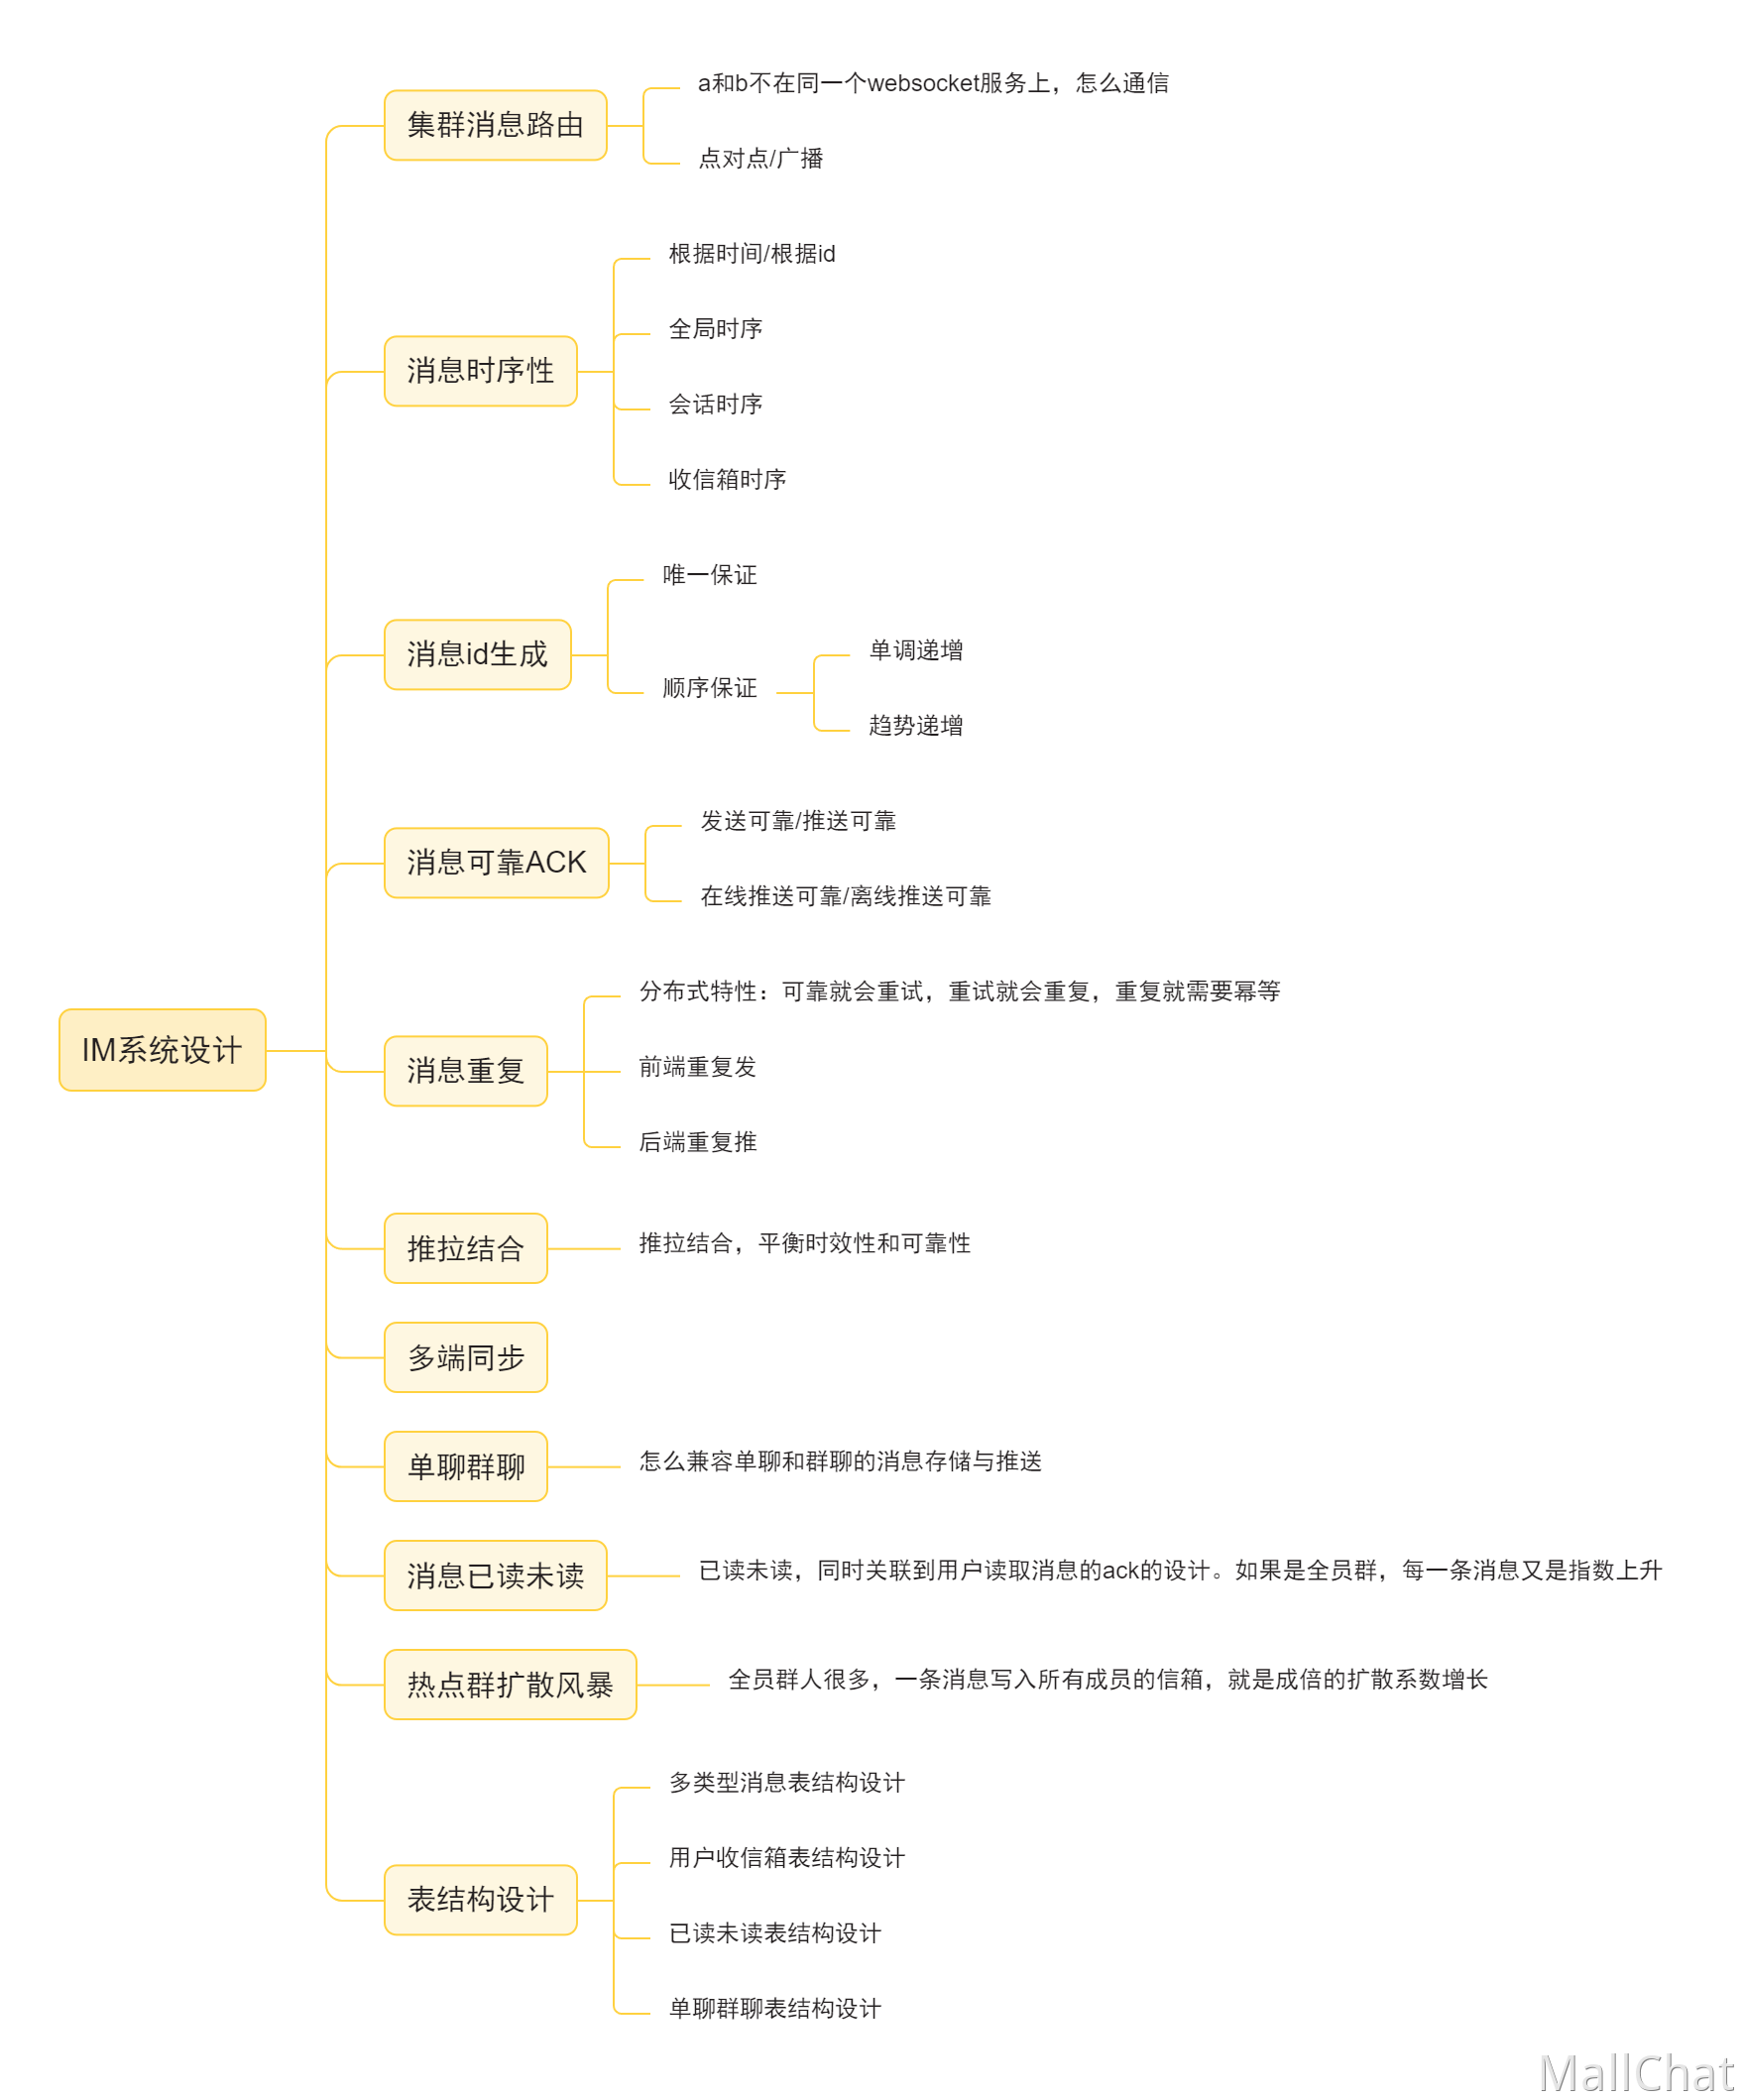 IM系统设计
集群消息路由
a和b不在同一个websocket服务上，怎么通信
点对点/广播
消息时序性
根据时间/根据id
全局时序
会话时序
收信箱时序
消息id生成
唯一保证
顺序保证
单调递增
趋势递增
消息可靠ACK
发送可靠/推送可靠
在线推送可靠/离线推送可靠
消息重复
分布式特性：可靠就会重试，重试就会重复，重复就需要幂等
前端重复发
后端重复推
推拉结合
推拉结合，平衡时效性和可靠性
多端同步
单聊群聊
怎么兼容单聊和群聊的消息存储与推送
消息已读未读
已读未读，同时关联到用户读取消息的ack的设计。如果是全员群，每一条消息又是指数上升
热点群扩散风暴
全员群人很多，一条消息写入所有成员的信箱，就是成倍的扩散系数增长
表结构设计
多类型消息表结构设计
用户收信箱表结构设计
已读未读表结构设计
单聊群聊表结构设计
MallChat